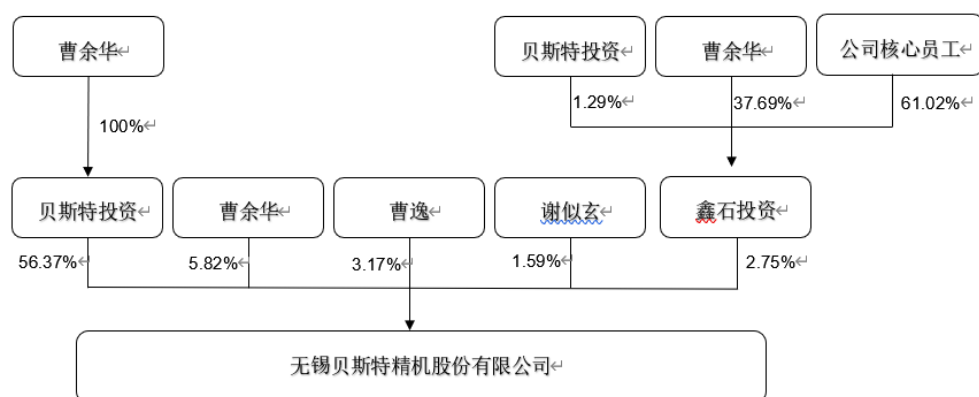 曹余华
贝斯特投资
曹余华
公司核心员工
100%
1.29%
37.69%
61.02%
贝斯特投资
曹余华
曹逸
谢似玄
鑫石投资
56.37%
5.82%
3.17%
1.59%
2.75%
无锡贝斯特精机股份有限公司